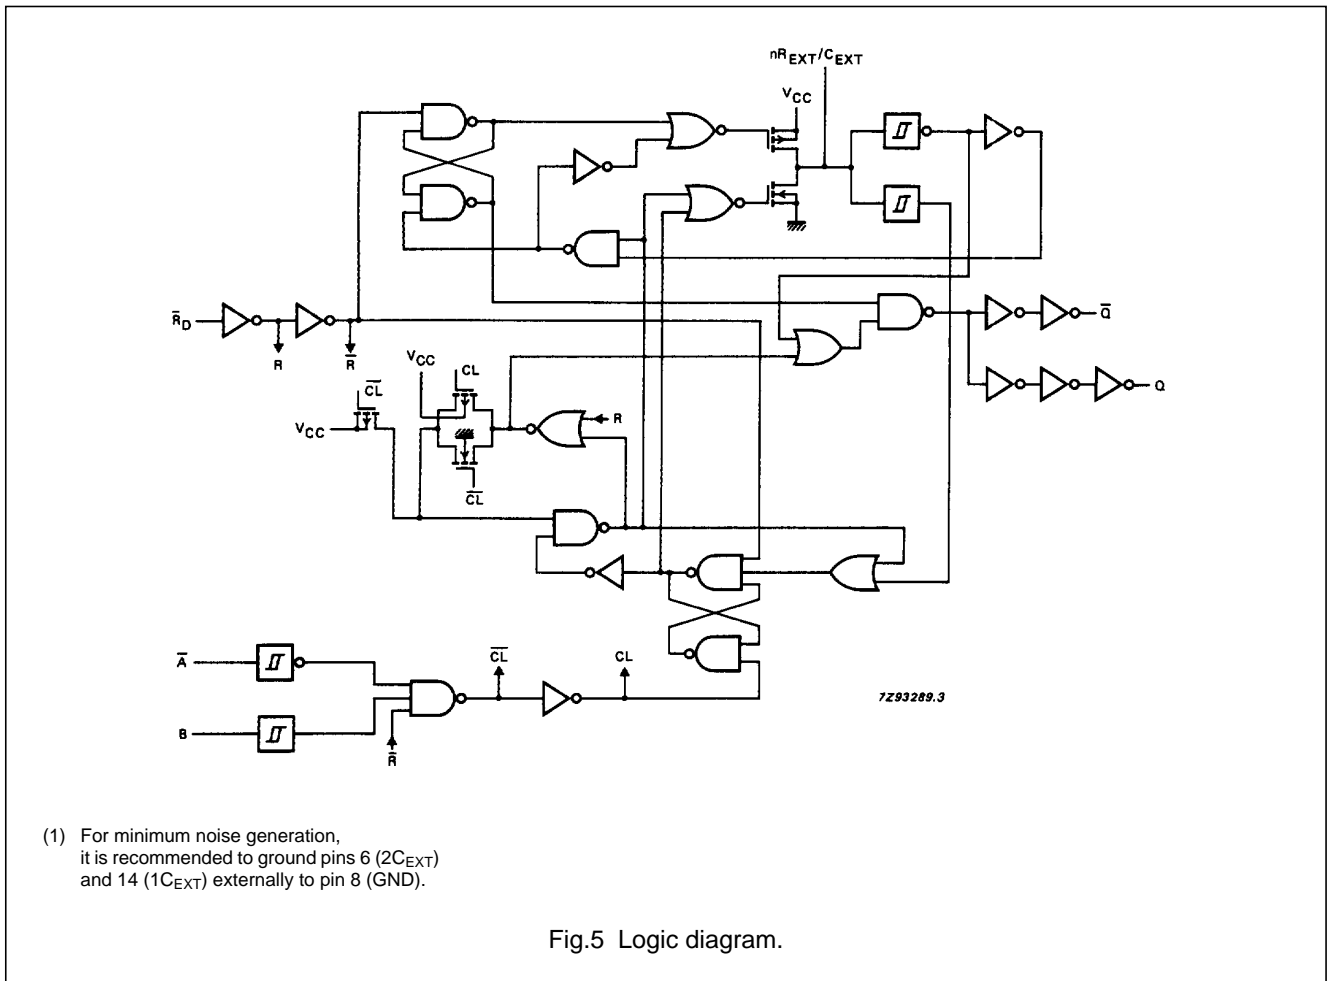 nR_EXT/C_EXT
V_CC
R̅_D
R
R̅
V_CC
CL
C̅L̅
V_CC
R
C̅L̅
Q̅
Q
A̅
C̅L̅
CL
B
R̅
7Z93289.3
(1) For minimum noise generation,
it is recommended to ground pins 6 (2C_EXT)
and 14 (1C_EXT) externally to pin 8 (GND).
Fig.5 Logic diagram.